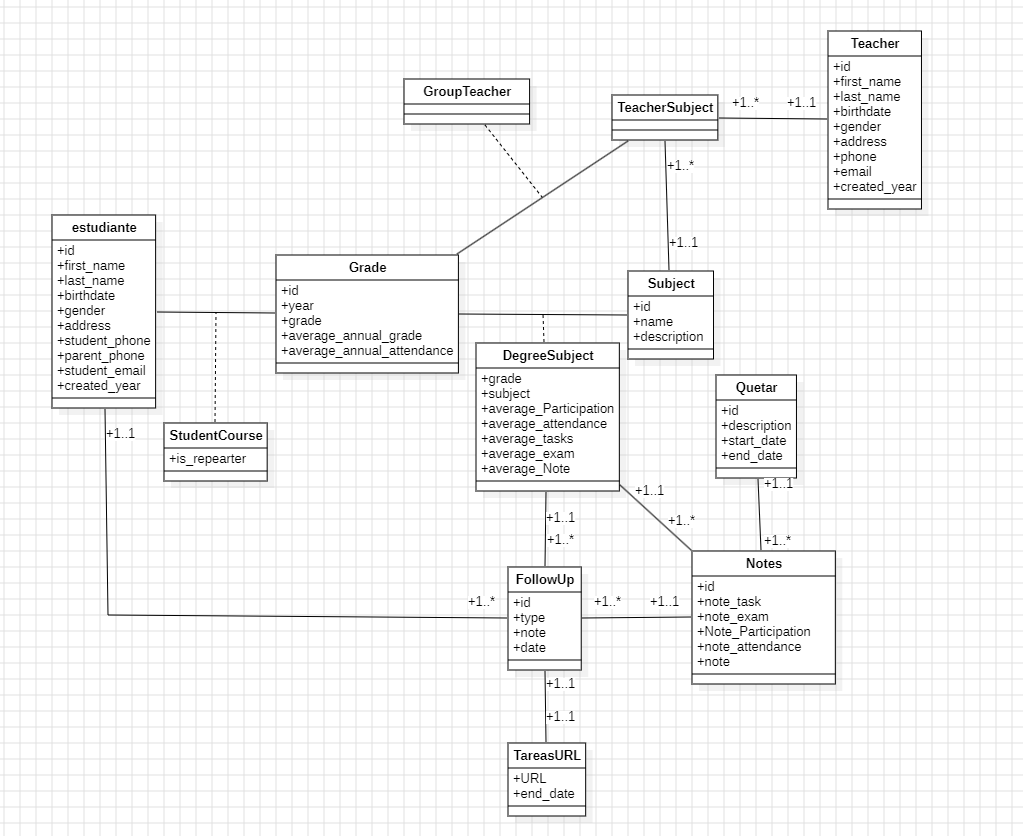 Teacher
+id
+first_name
+last_name
+birthdate
+gender
+address
+phone
+email
+created_year
GroupTeacher
TeacherSubject
+1..*
+1..1
+1..*
+1..1
estudiante
+id
+first_name
+last_name
+birthdate
+gender
+address
+student_phone
+parent_phone
+student_email
+created_year
Grade
+id
+year
+grade
+average_annual_grade
+average_annual_attendance
Subject
+id
+name
+description
DegreeSubject
+grade
+subject
+average_Participation
+average_attendance
+average_tasks
+average_exam
+average_Note
Quetar
+id
+description
+start_date
+end_date
+1..1
+1..1
StudentCourse
+is_repearter
+1..1
+1..*
+1..1
+1..*
+1..*
FollowUp
+id
+type
+note
+date
+1..*
+1..*
+1..1
Notes
+id
+note_task
+note_exam
+Note_Participation
+note_attendance
+note
+1..1
+1..1
TareasURL
+URL
+end_date